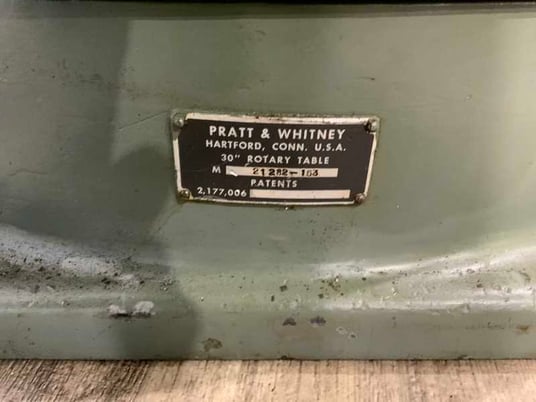 PRATT & WHITNEY
HARTFORD, CONN. U.S.A.
30" ROTARY TABLE
M 21282-163
PATENTS
2,177,006